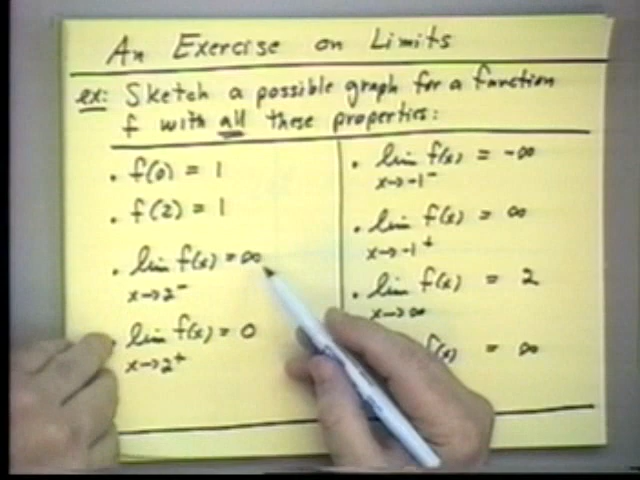 An Exercise on Limits
ex: Sketch a possible graph for a function
f with all these properties:
• f(0) = 1
• f(2) = 1
• lim f(x) = ∞
x→2⁻
• lim f(x) = 0
x→2⁺
• lim f(x) = -∞
x→-1⁻
• lim f(x) = ∞
x→-1⁺
• lim f(x) = 2
x→∞
f(x) = ∞